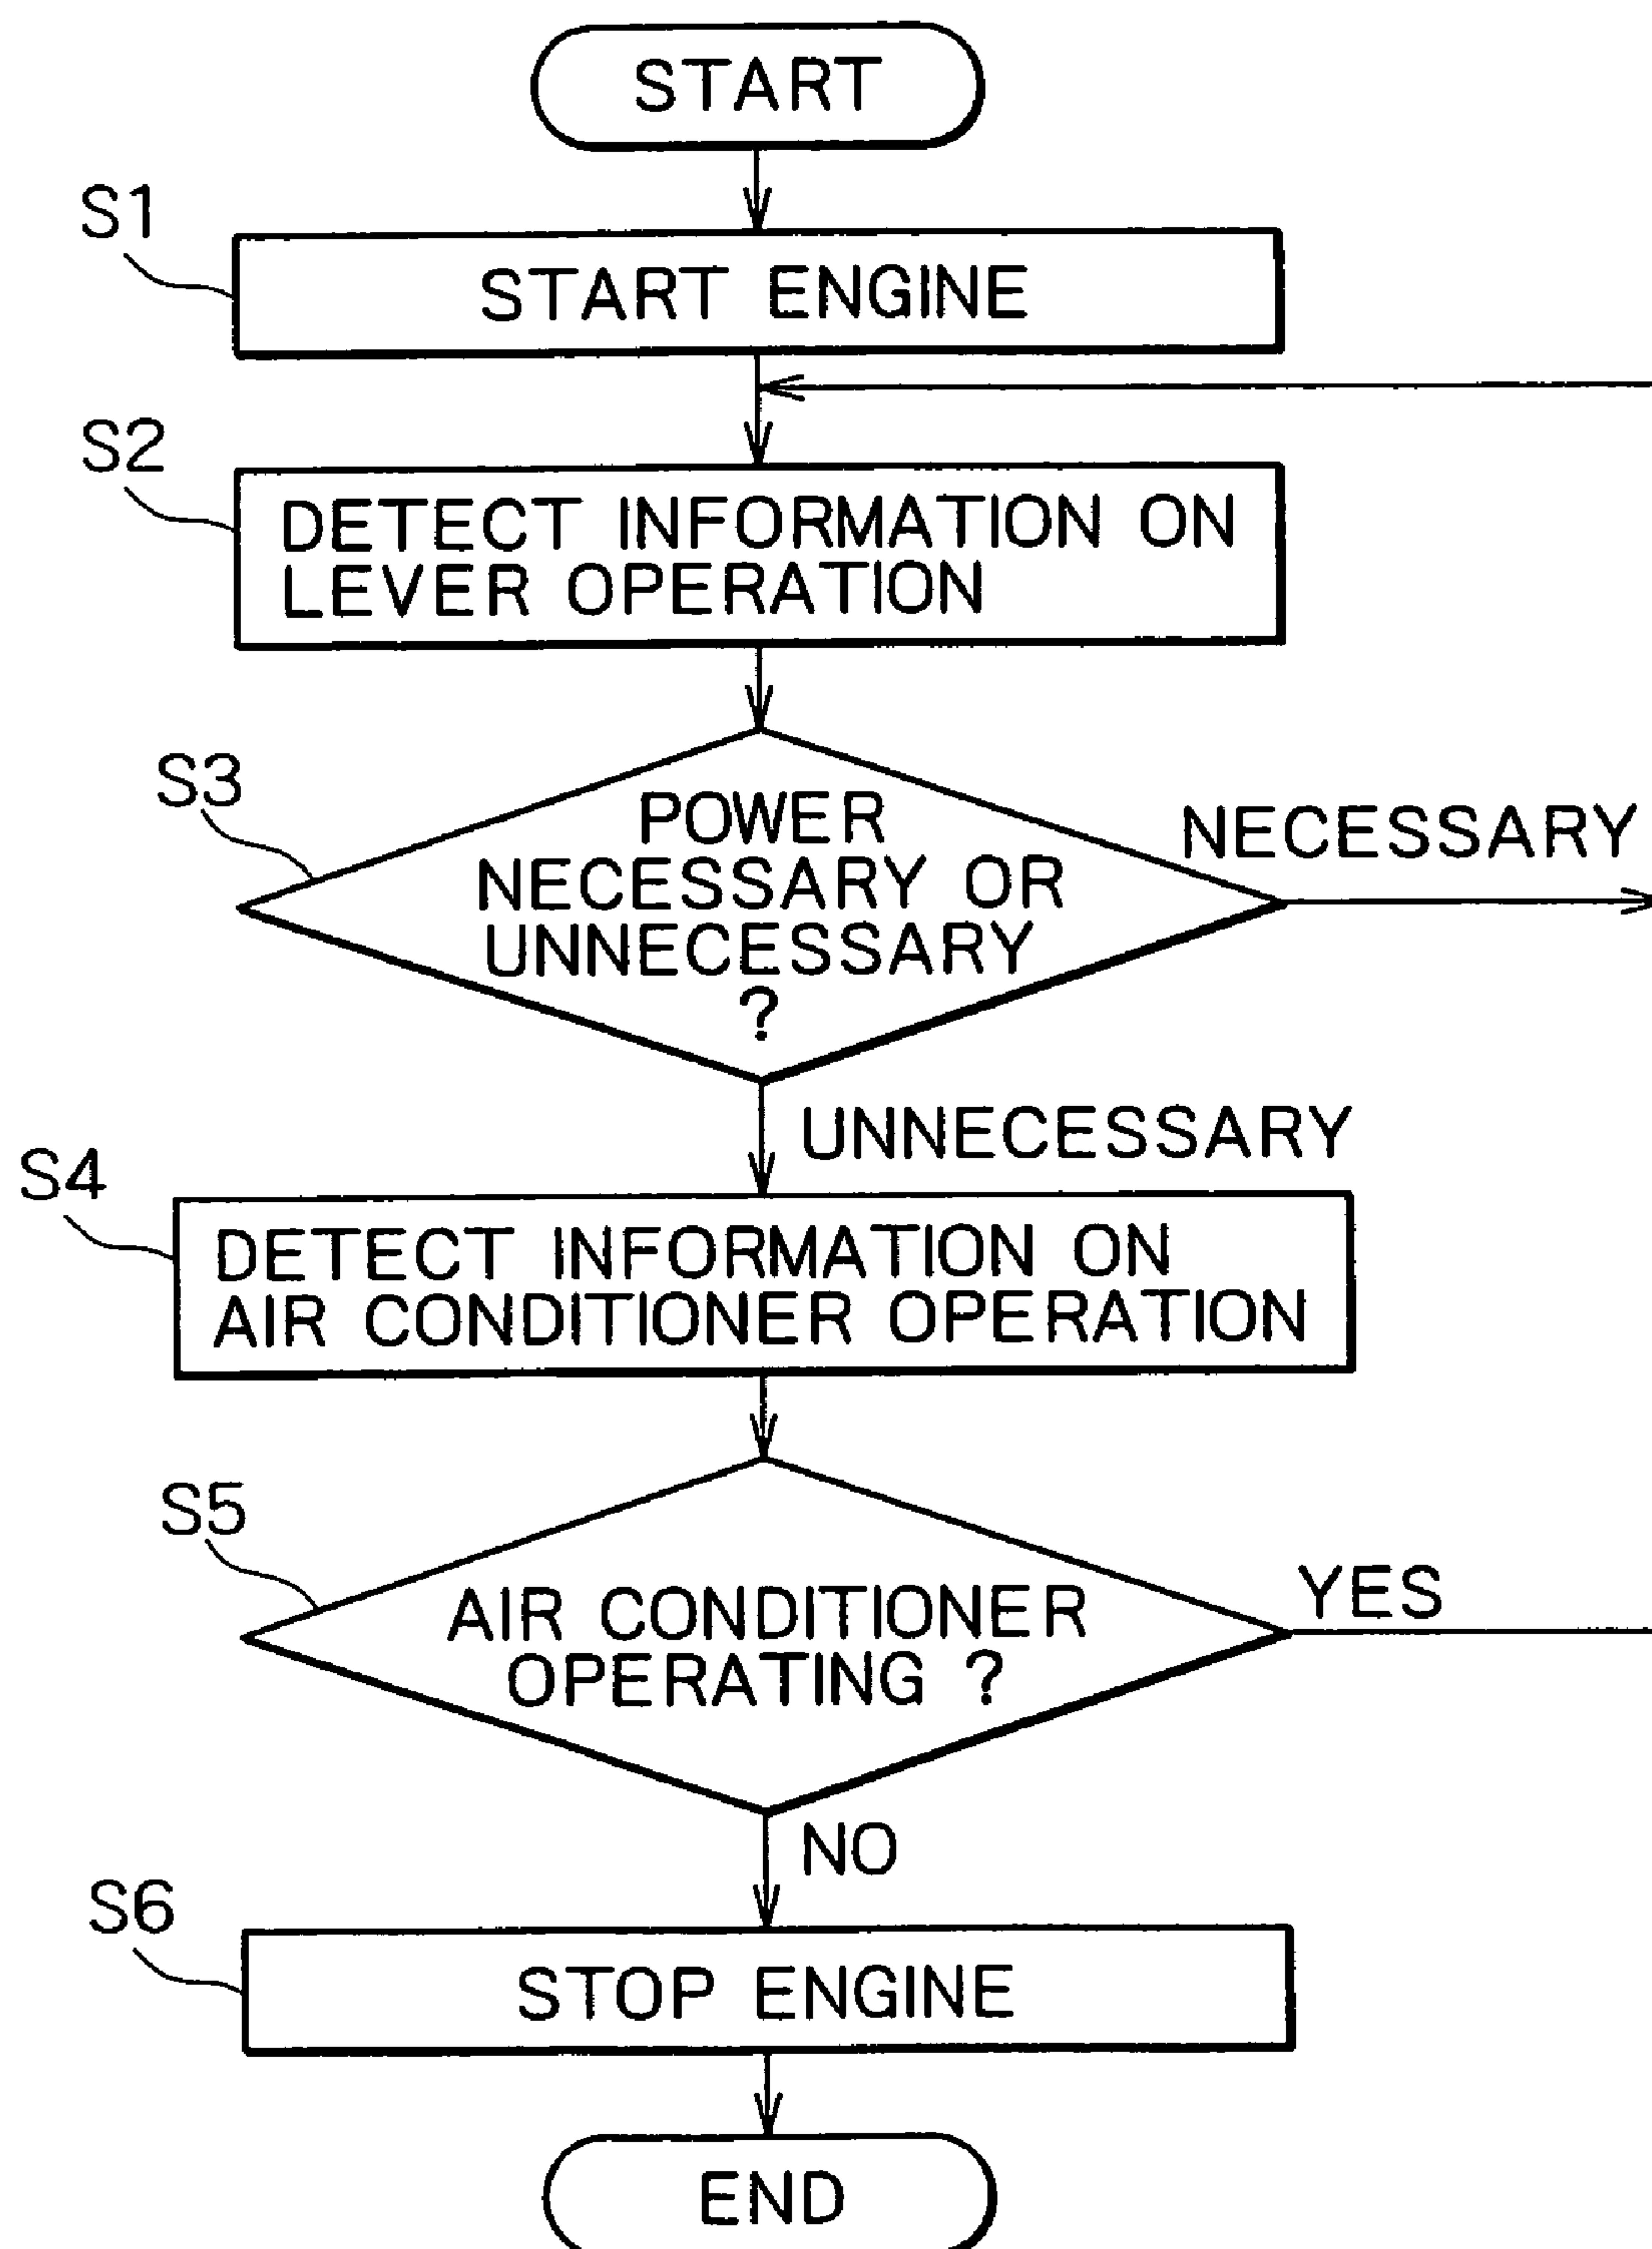 START
S1
START ENGINE
S2
DETECT INFORMATION ON
LEVER OPERATION
S3
POWER
NECESSARY OR
UNNECESSARY
?
NECESSARY
UNNECESSARY
S4
DETECT INFORMATION ON
AIR CONDITIONER OPERATION
S5
AIR CONDITIONER
OPERATING ?
YES
NO
S6
STOP ENGINE
END